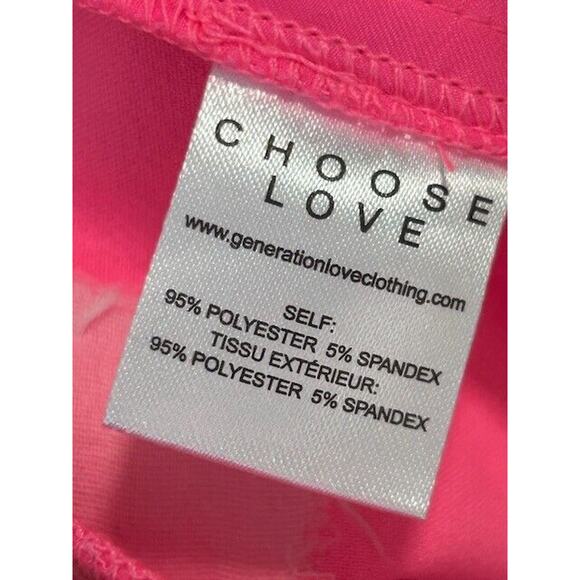 CHOOSE
LOVE
www.generationloveclothing.com
SELF:
95% POLYESTER 5% SPANDEX
TISSU EXTÉRIEUR:
95% POLYESTER 5% SPANDEX